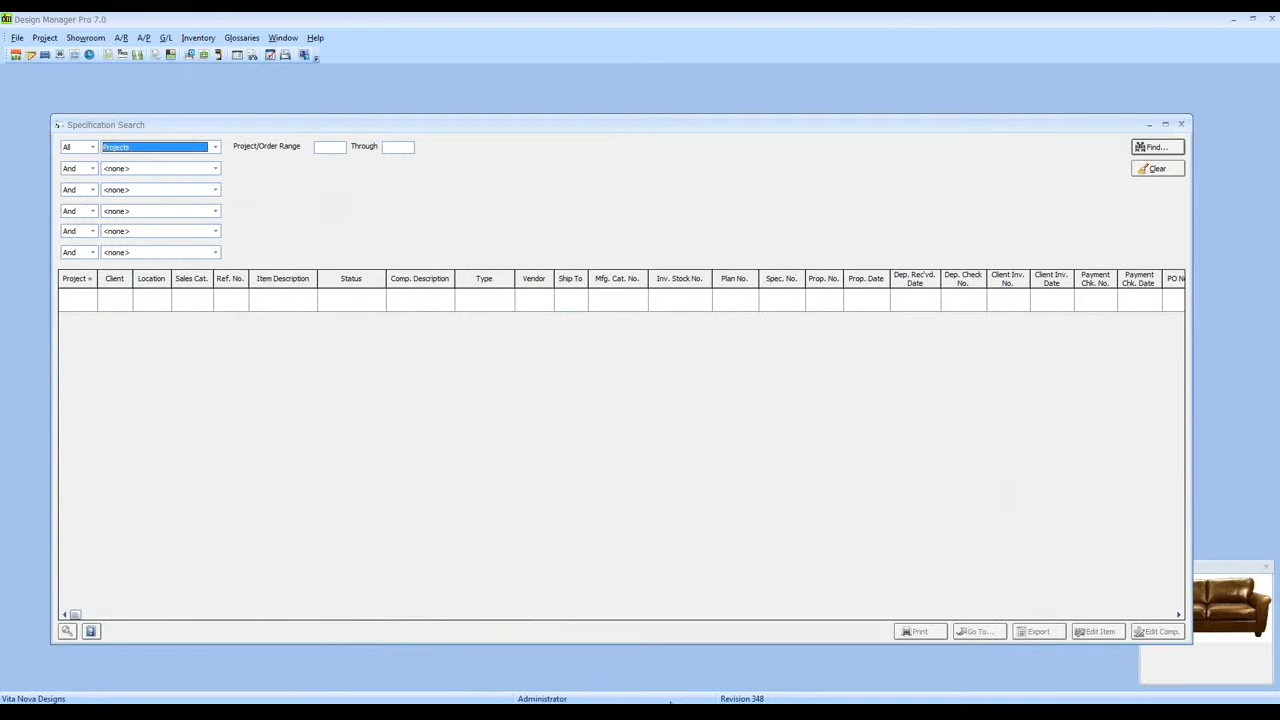 dm Design Manager Pro 7.0
File Project Showroom A/R A/P G/L Inventory Glossaries Window Help
Specification Search
All Projects Project/Order Range Through Find...
And <none> Clear
And <none>
And <none>
And <none>
And <none>
Project » Client Location Sales Cat. Ref. No. Item Description Status Comp. Description Type Vendor Ship To Mfg. Cat. No. Inv. Stock No. Plan No. Spec. No. Prop. No. Prop. Date Dep. Rec'vd. Date Dep. Check No. Client Inv. No. Client Inv. Date Payment Chk. No. Payment Chk. Date PO
Print Go To... Export Edit Item Edit Comp.
Vita Nova Designs Administrator Revision 348